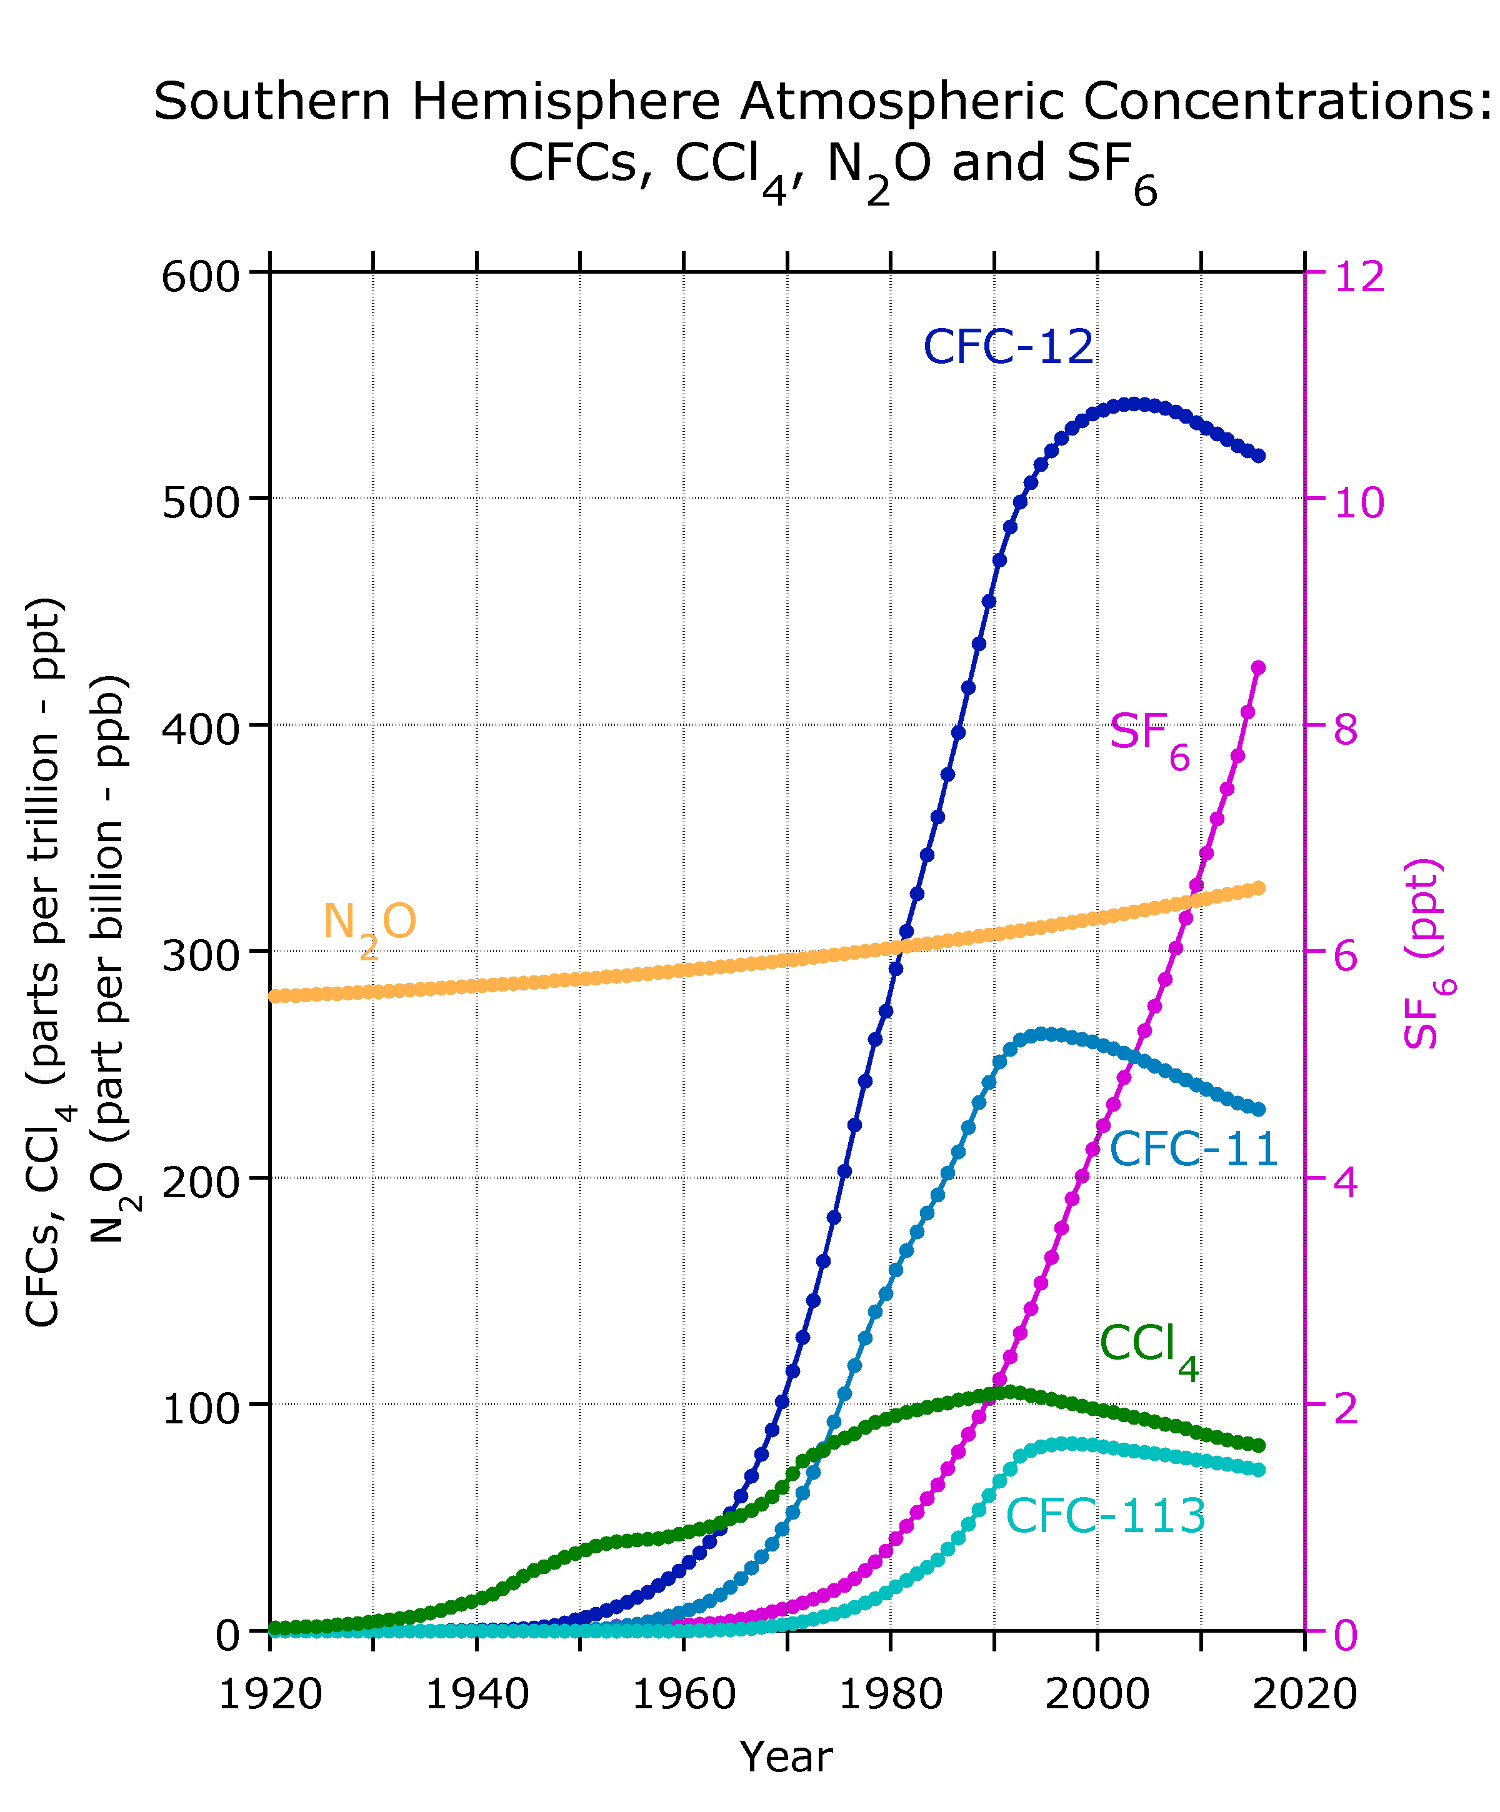 Southern Hemisphere Atmospheric Concentrations:
CFCs, CCl₄, N₂O and SF₆
CFCs, CCl₄ (parts per trillion - ppt)
N₂O (part per billion - ppb)
600
500
400
300
200
100
0
CFC-12
SF₆
N₂O
CFC-11
CCl₄
CFC-113
12
10
8
6
4
2
0
SF₆ (ppt)
1920 1940 1960 1980 2000 2020
Year